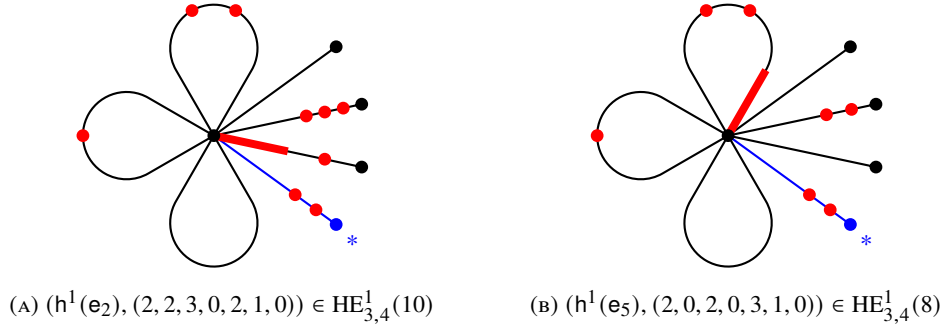 *
*
(A) (h¹(e₂), (2, 2, 3, 0, 2, 1, 0)) ∈ HE¹₃,₄(10)
(B) (h¹(e₅), (2, 0, 2, 0, 3, 1, 0)) ∈ HE¹₃,₄(8)